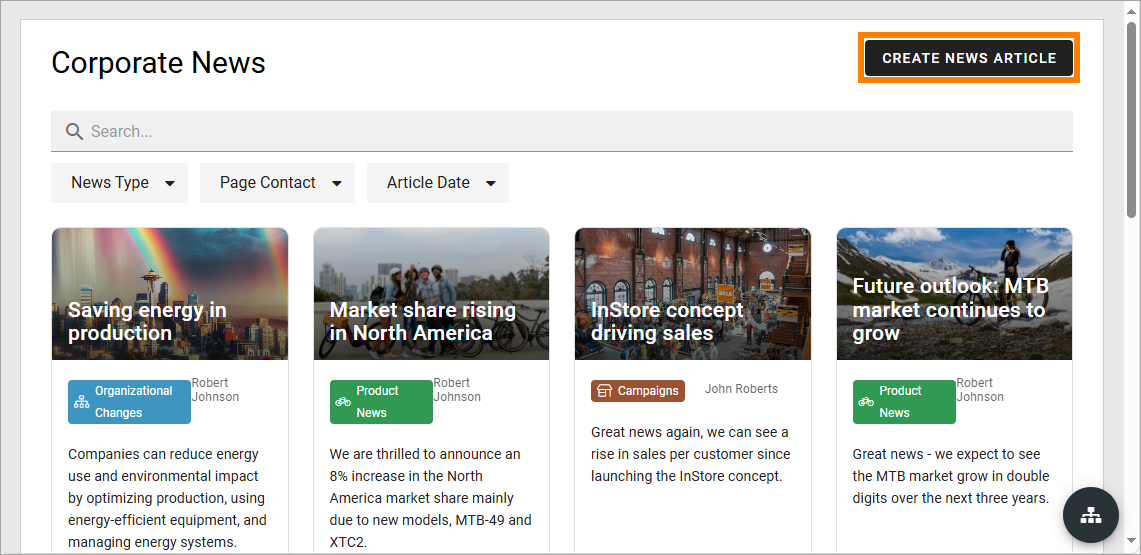 Corporate News
CREATE NEWS ARTICLE
Search...
News Type
Page Contact
Article Date
Saving energy in
production
Organizational
Changes
Robert
Johnson
Companies can reduce energy
use and environmental impact
by optimizing production, using
energy-efficient equipment, and
managing energy systems.
Market share rising
in North America
Product
News
Robert
Johnson
We are thrilled to announce an
8% increase in the North
America market share mainly
due to new models, MTB-49 and
XTC2.
SALE
InStore concept
driving sales
Campaigns
John Roberts
Great news again, we can see a
rise in sales per customer since
launching the InStore concept.
Future outlook: MTB
market continues to
grow
Product
News
Robert
Johnson
Great news - we expect to see
the MTB market grow in double
digits over the next three years.